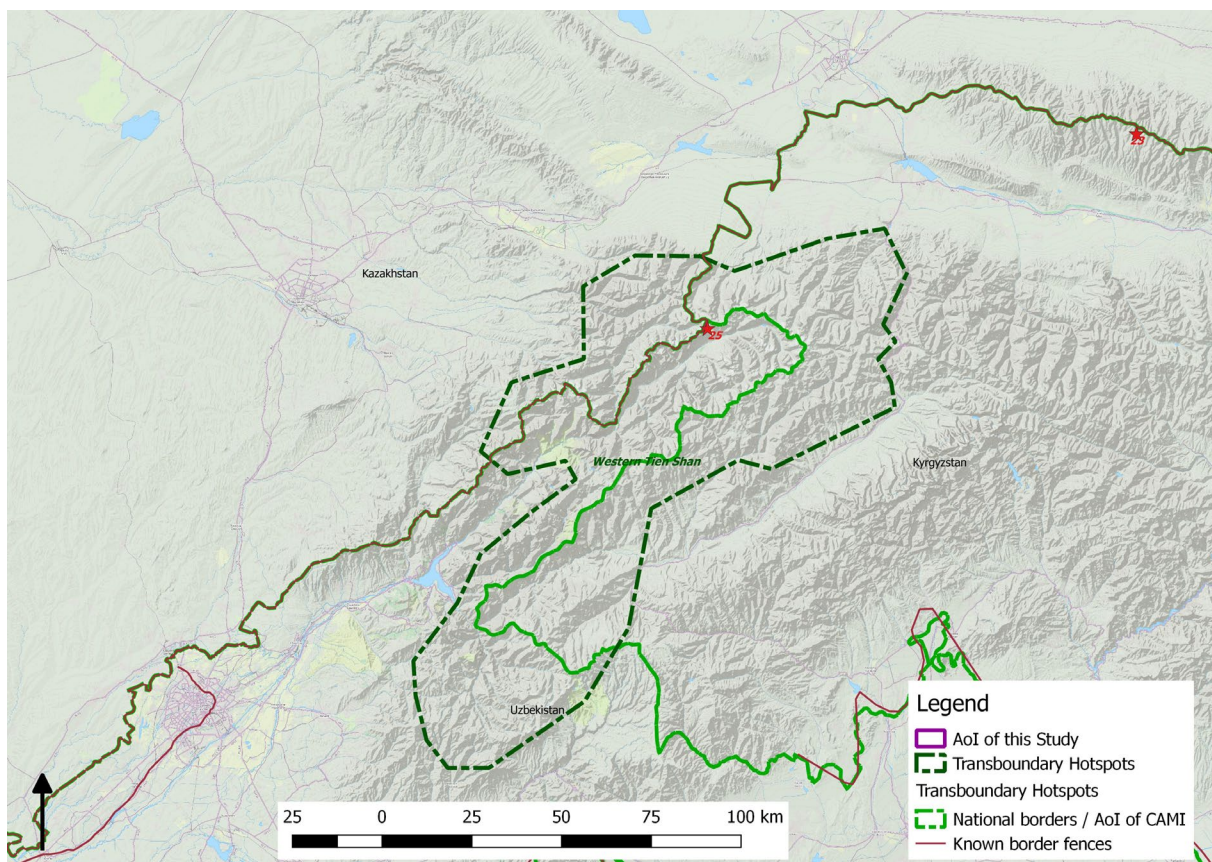 23
Kazakhstan
25
Western Tien Shan
Kyrgyzstan
Uzbekistan
Legend
AoI of this Study
Transboundary Hotspots
Transboundary Hotspots
National borders / AoI of CAMI
Known border fences
25 0 25 50 75 100 km